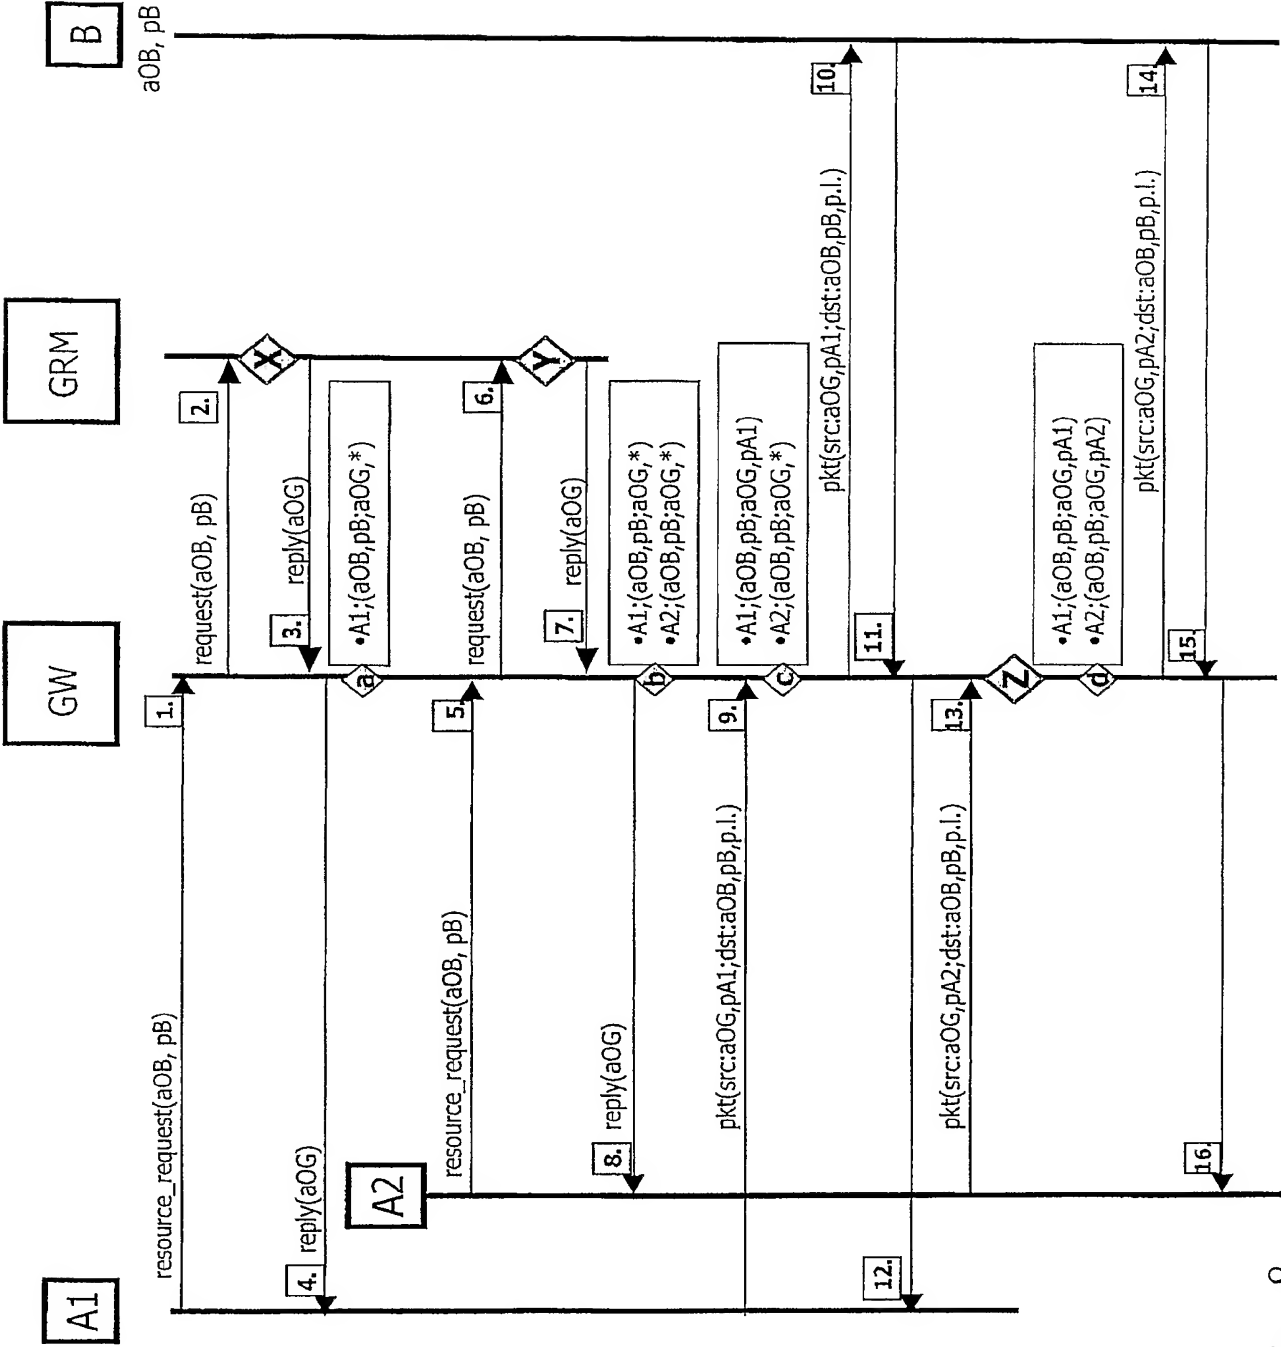 A1
A2
GW
GRM
B
aOB, pB
resource_request(aOB, pB)
1.
request(aOB, pB)
2.
X
reply(aOG)
3.
reply(aOG)
4.
a
•A1;(aOB,pB;aOG,*)
resource_request(aOB, pB)
5.
request(aOB, pB)
6.
Y
reply(aOG)
7.
8.
reply(aOG)
b
•A1;(aOB,pB;aOG,*)
•A2;(aOB,pB;aOG,*)
pkt(src:aOG,pA1;dst:aOB,pB,p.l.)
9.
c
•A1;(aOB,pB;aOG,pA1)
•A2;(aOB,pB;aOG,*)
pkt(src:aOG,pA1;dst:aOB,pB,p.l.)
10.
11.
12.
pkt(src:aOG,pA2;dst:aOB,pB,p.l.)
13.
Z
d
•A1;(aOB,pB;aOG,pA1)
•A2;(aOB,pB;aOG,pA2)
pkt(src:aOG,pA2;dst:aOB,pB,p.l.)
14.
15.
16.